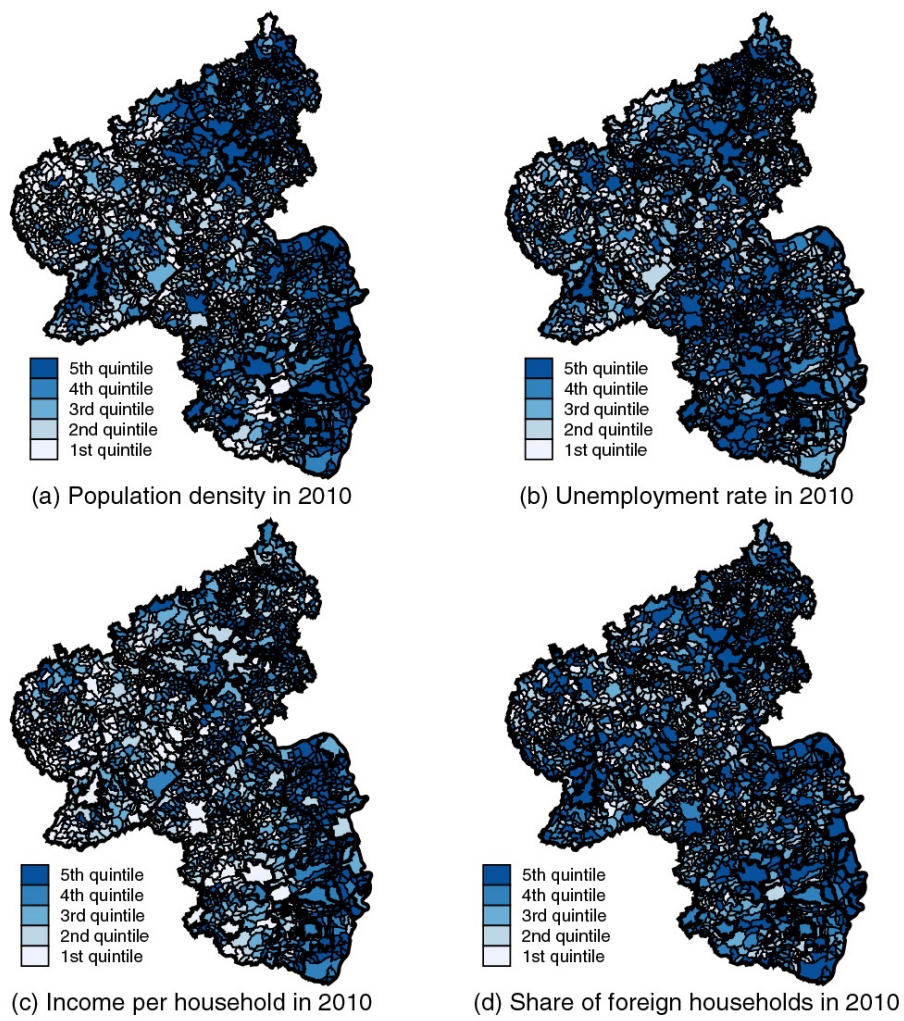 5th quintile
4th quintile
3rd quintile
2nd quintile
1st quintile
(a) Population density in 2010
5th quintile
4th quintile
3rd quintile
2nd quintile
1st quintile
(b) Unemployment rate in 2010
5th quintile
4th quintile
3rd quintile
2nd quintile
1st quintile
(c) Income per household in 2010
5th quintile
4th quintile
3rd quintile
2nd quintile
1st quintile
(d) Share of foreign households in 2010